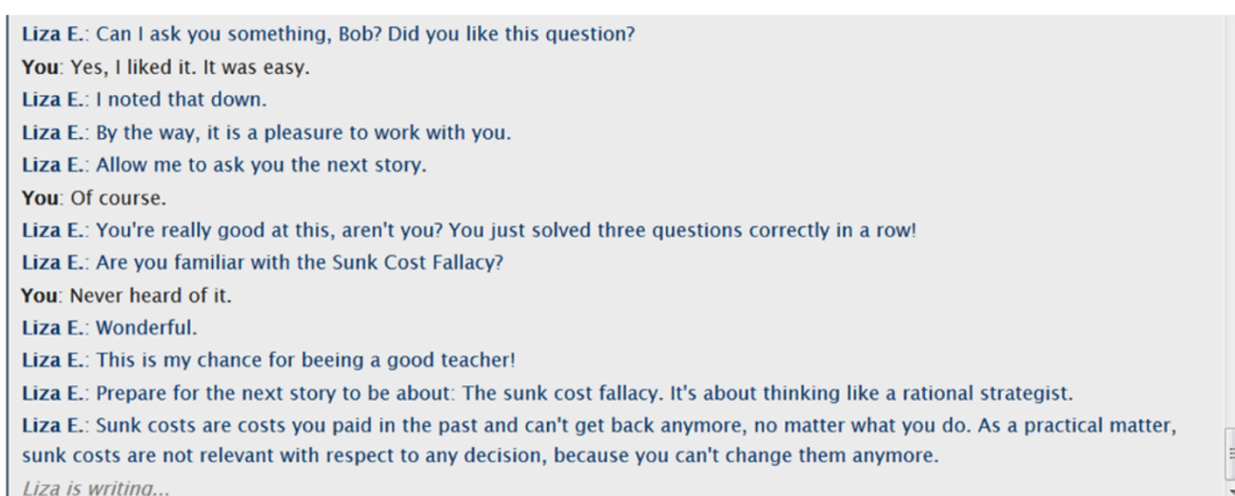 Liza E.: Can I ask you something, Bob? Did you like this question?
You: Yes, I liked it. It was easy.
Liza E.: I noted that down.
Liza E.: By the way, it is a pleasure to work with you.
Liza E.: Allow me to ask you the next story.
You: Of course.
Liza E.: You're really good at this, aren't you? You just solved three questions correctly in a row!
Liza E.: Are you familiar with the Sunk Cost Fallacy?
You: Never heard of it.
Liza E.: Wonderful.
Liza E.: This is my chance for beeing a good teacher!
Liza E.: Prepare for the next story to be about: The sunk cost fallacy. It's about thinking like a rational strategist.
Liza E.: Sunk costs are costs you paid in the past and can't get back anymore, no matter what you do. As a practical matter,
sunk costs are not relevant with respect to any decision, because you can't change them anymore.
Liza is writing...